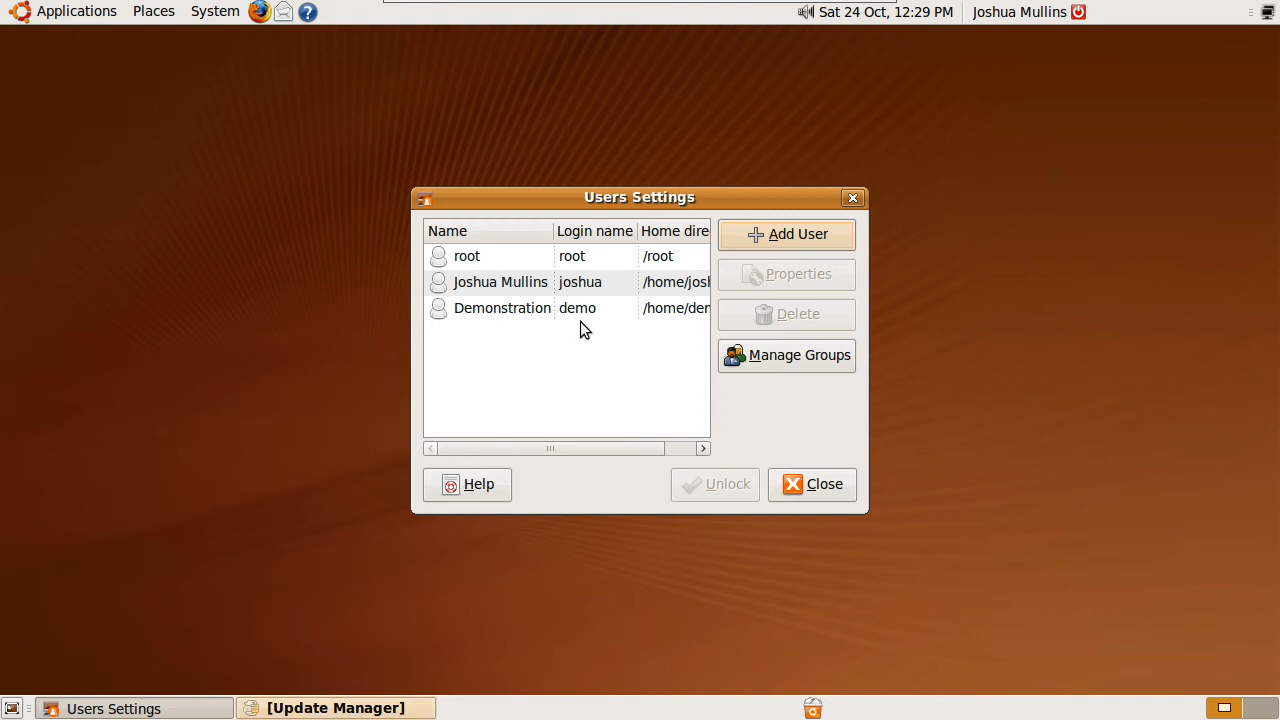 Applications Places System Sat 24 Oct, 12:29 PM Joshua Mullins
Users Settings
Name Login name Home dire
root root /root
Joshua Mullins joshua /home/josh
Demonstration demo /home/den
Add User
Properties
Delete
Manage Groups
Help Unlock Close
Users Settings [Update Manager]